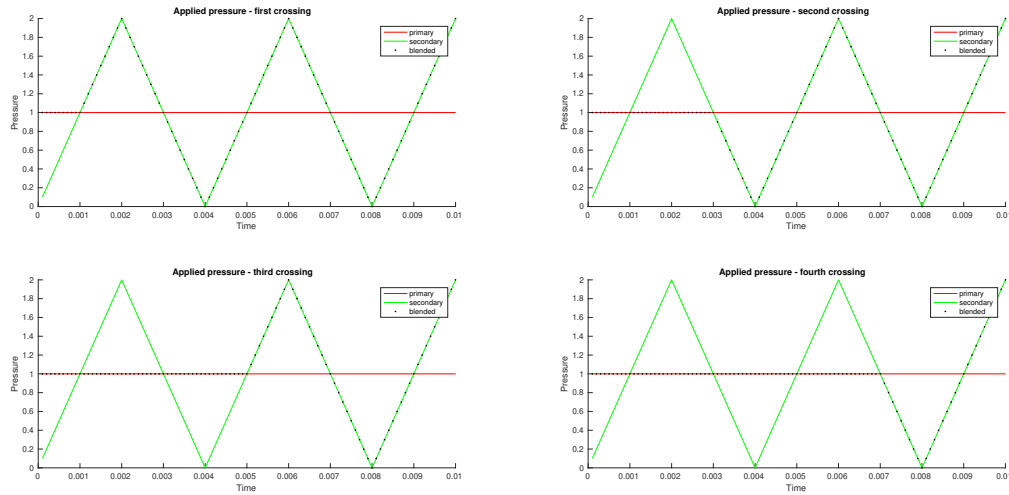 Applied pressure - first crossing
2
1.8
1.6
1.4
1.2
1
0.8
0.6
0.4
0.2
0
Pressure
primary
secondary
blended
0 0.001 0.002 0.003 0.004 0.005 0.006 0.007 0.008 0.009 0.01
Time
Applied pressure - second crossing
2
1.8
1.6
1.4
1.2
1
0.8
0.6
0.4
0.2
0
Pressure
primary
secondary
blended
0 0.001 0.002 0.003 0.004 0.005 0.006 0.007 0.008 0.009 0.0
Time
Applied pressure - third crossing
2
1.8
1.6
1.4
1.2
1
0.8
0.6
0.4
0.2
0
Pressure
primary
secondary
blended
0 0.001 0.002 0.003 0.004 0.005 0.006 0.007 0.008 0.009 0.01
Time
Applied pressure - fourth crossing
2
1.8
1.6
1.4
1.2
1
0.8
0.6
0.4
0.2
0
Pressure
primary
secondary
blended
0 0.001 0.002 0.003 0.004 0.005 0.006 0.007 0.008 0.009 0.0
Time